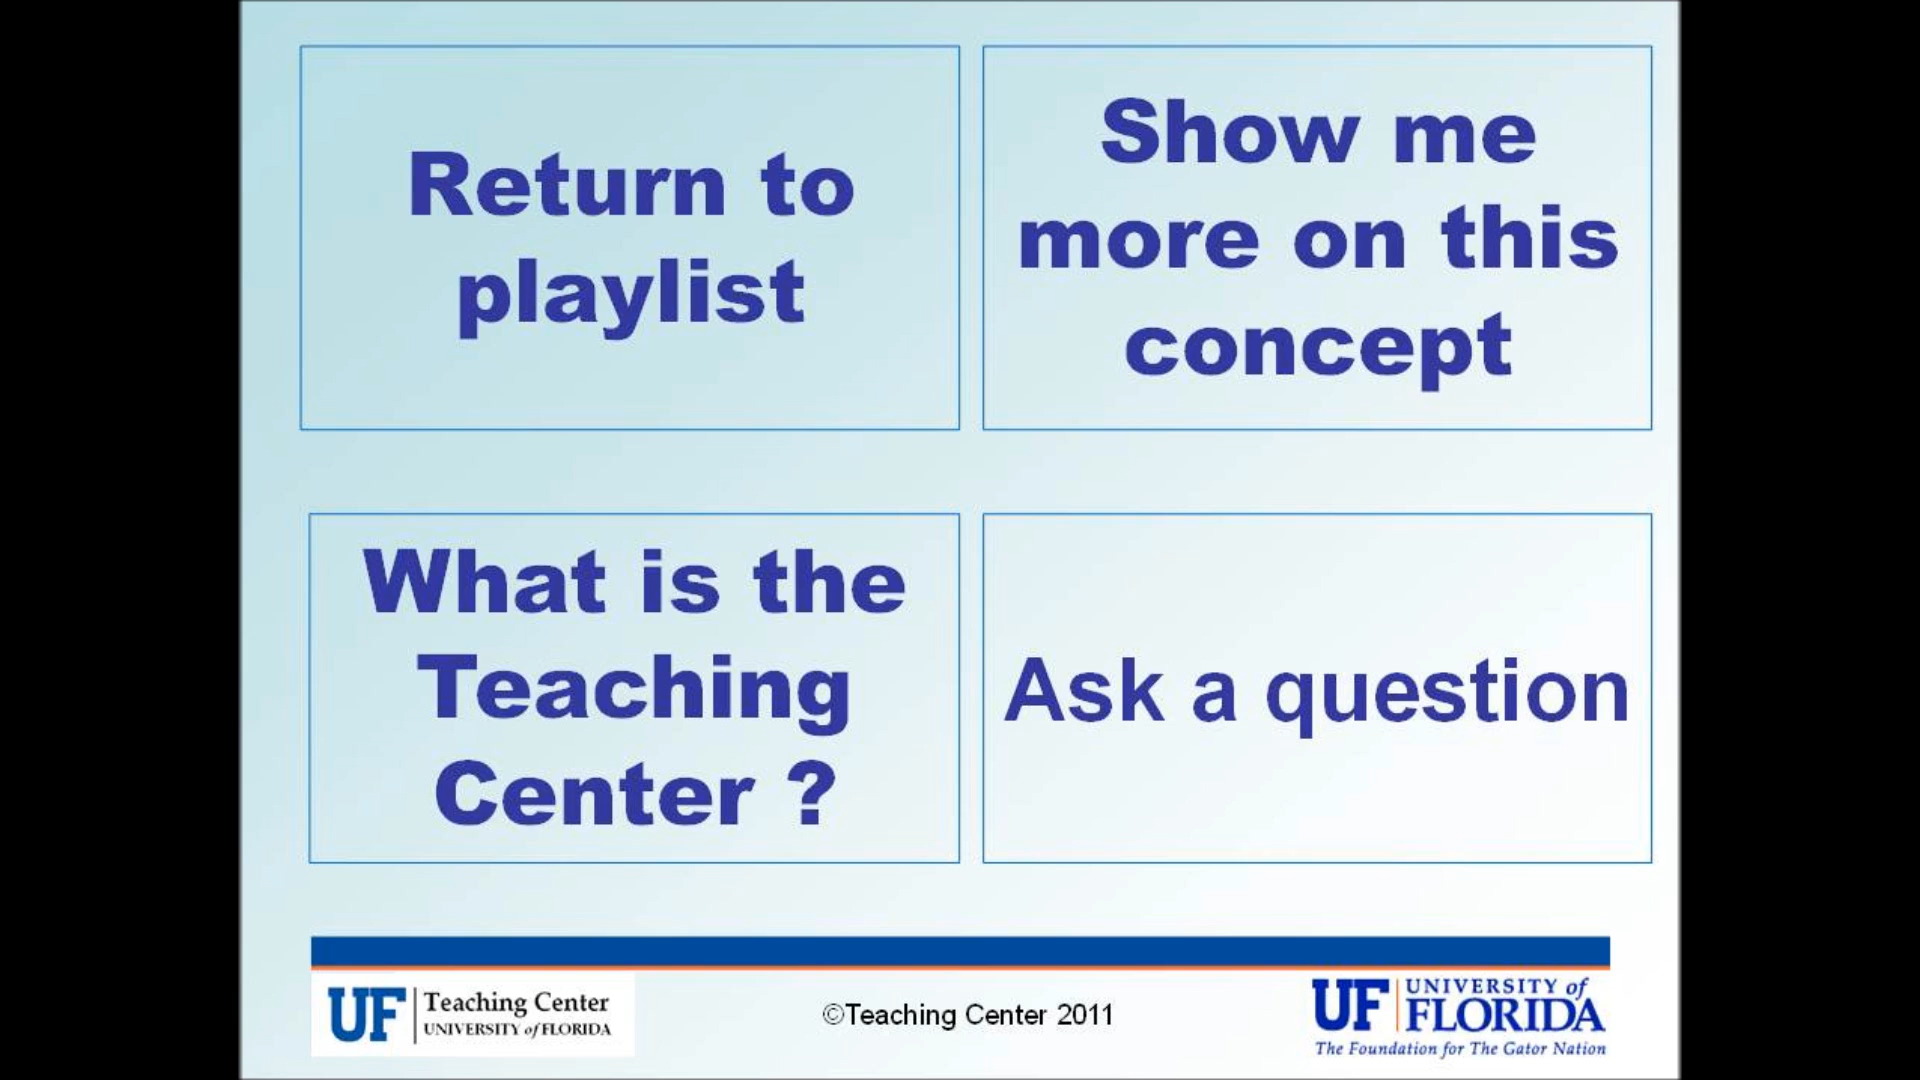 Return to
playlist
Show me
more on this
concept
What is the
Teaching
Center ?
Ask a question
UF Teaching Center
UNIVERSITY of FLORIDA
©Teaching Center 2011
UF UNIVERSITY of
FLORIDA
The Foundation for The Gator Nation